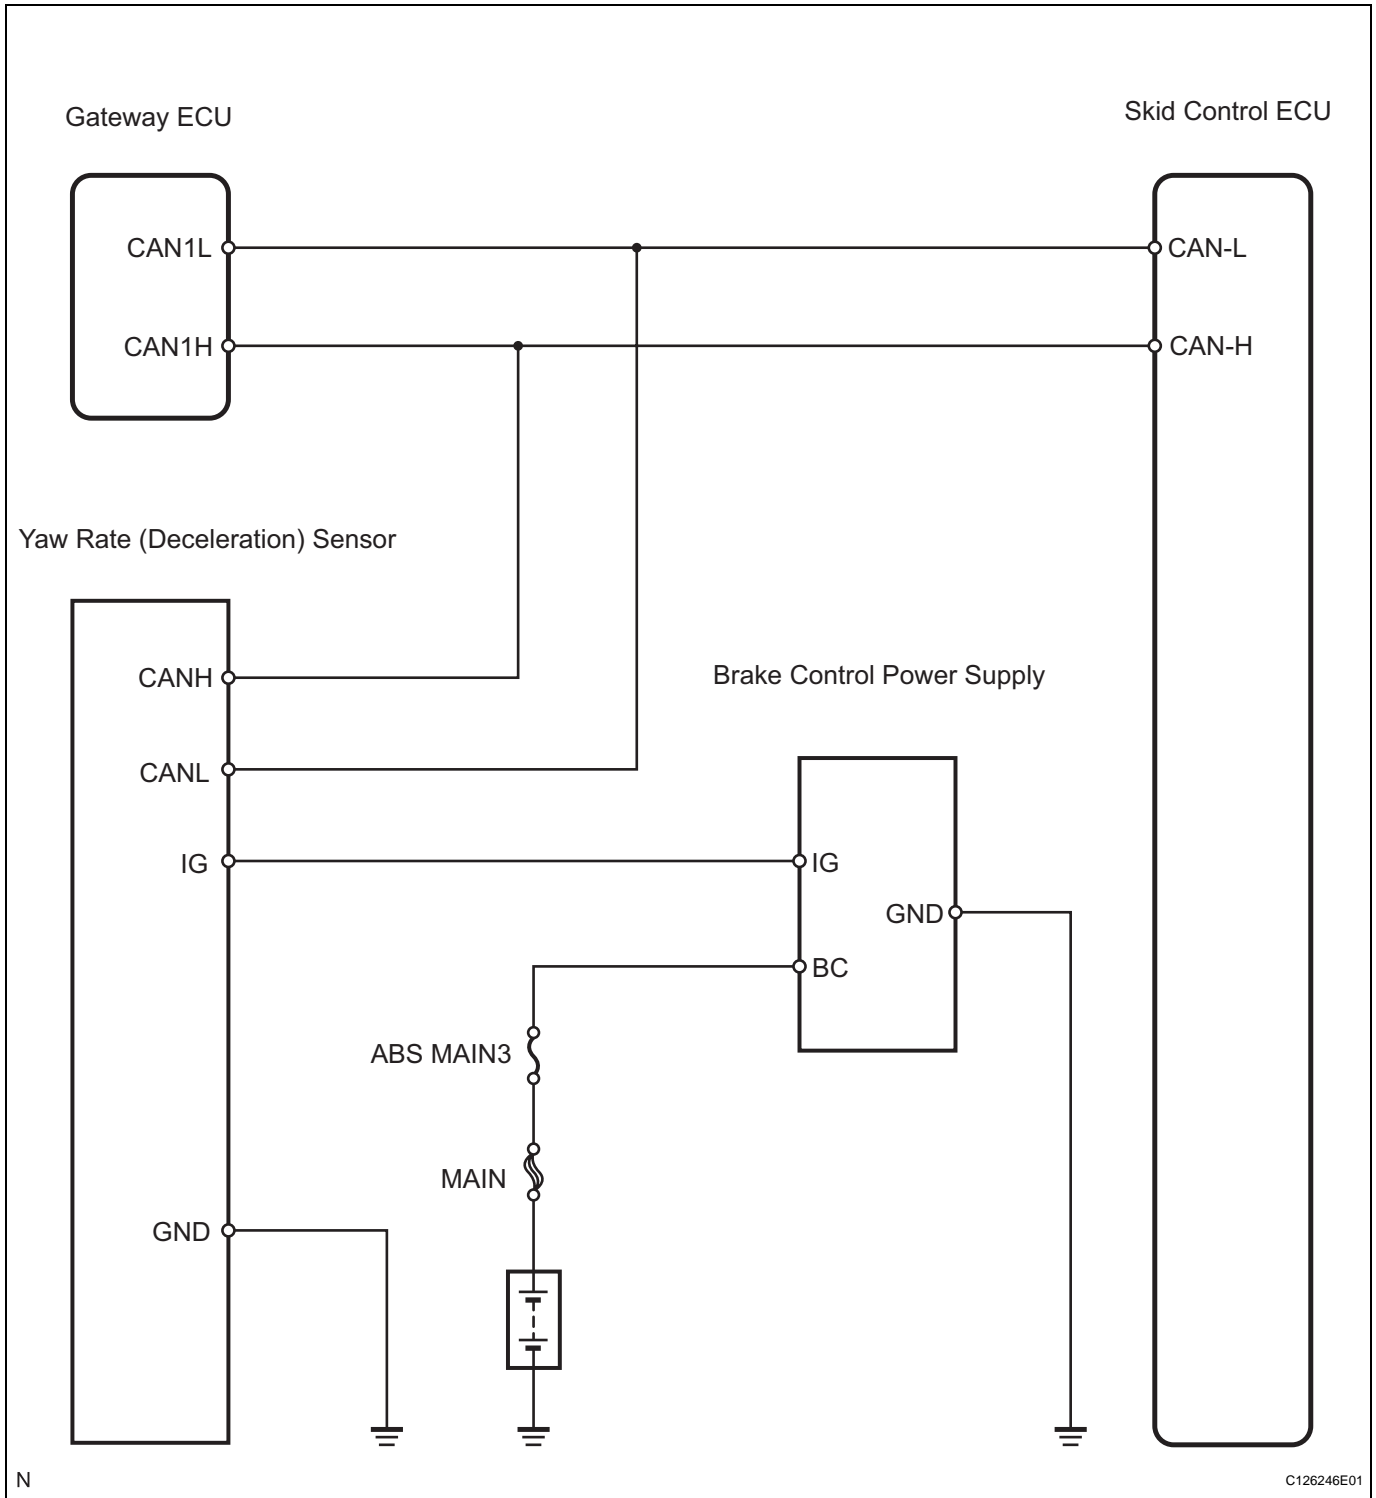 Gateway ECU
Skid Control ECU
CAN1L
CAN-L
CAN1H
CAN-H
Yaw Rate (Deceleration) Sensor
CANH
Brake Control Power Supply
CANL
IG
IG
GND
BC
ABS MAIN3
MAIN
GND
N
C126246E01